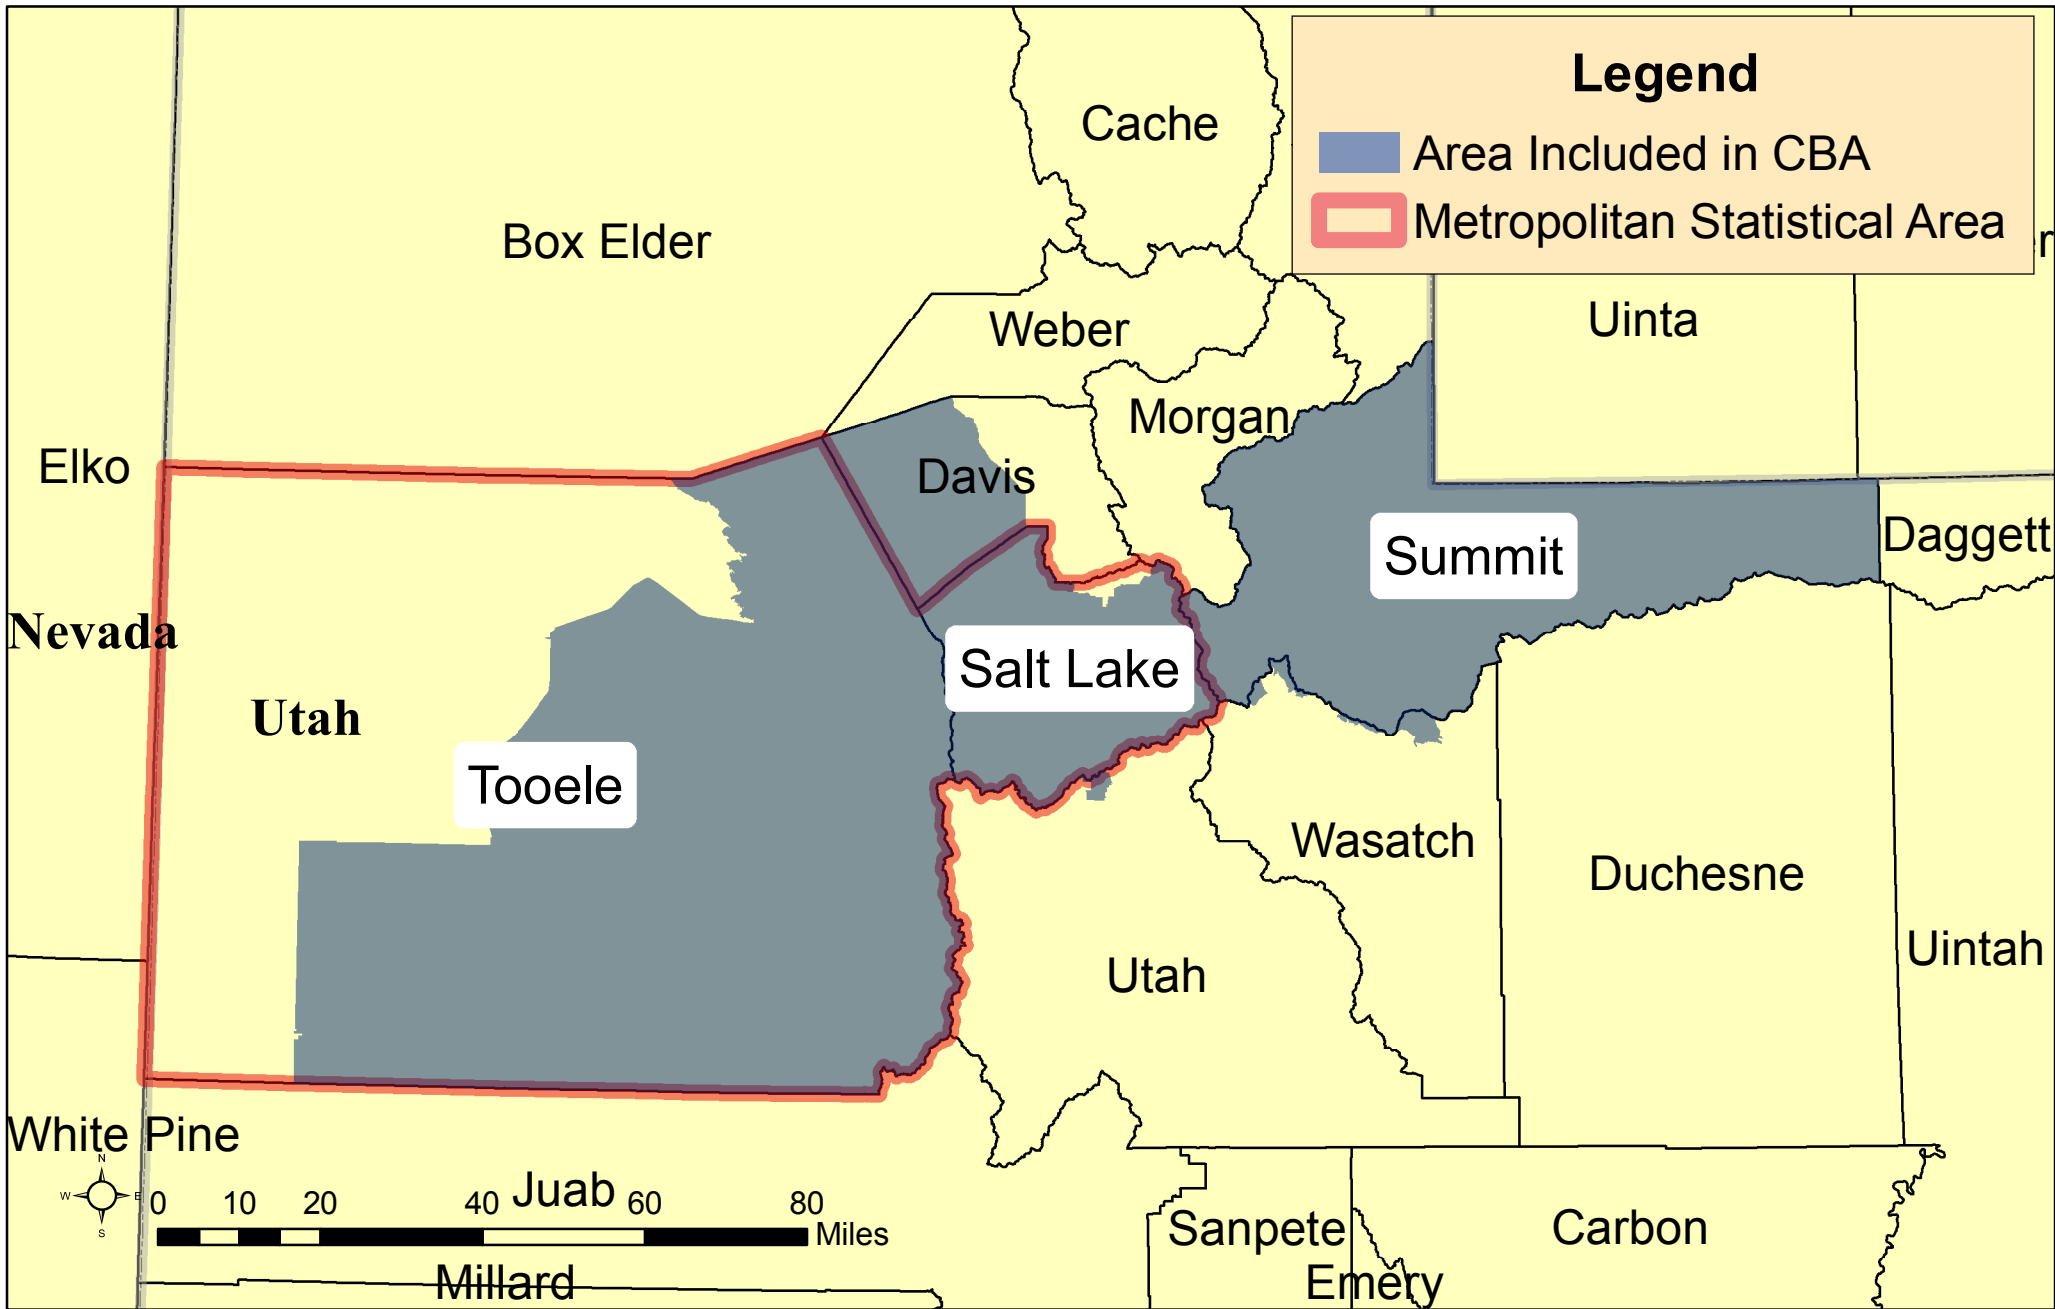 Legend
Area Included in CBA
Metropolitan Statistical Area
Cache
Box Elder
Weber
Uinta
Morgan
Elko
Davis
Summit
Daggett
Nevada
Salt Lake
Utah
Tooele
Wasatch
Duchesne
Uintah
Utah
White Pine
N
W E
S
0 10 20 40 60 80
Miles
Juab
Sanpete
Carbon
Millard
Emery